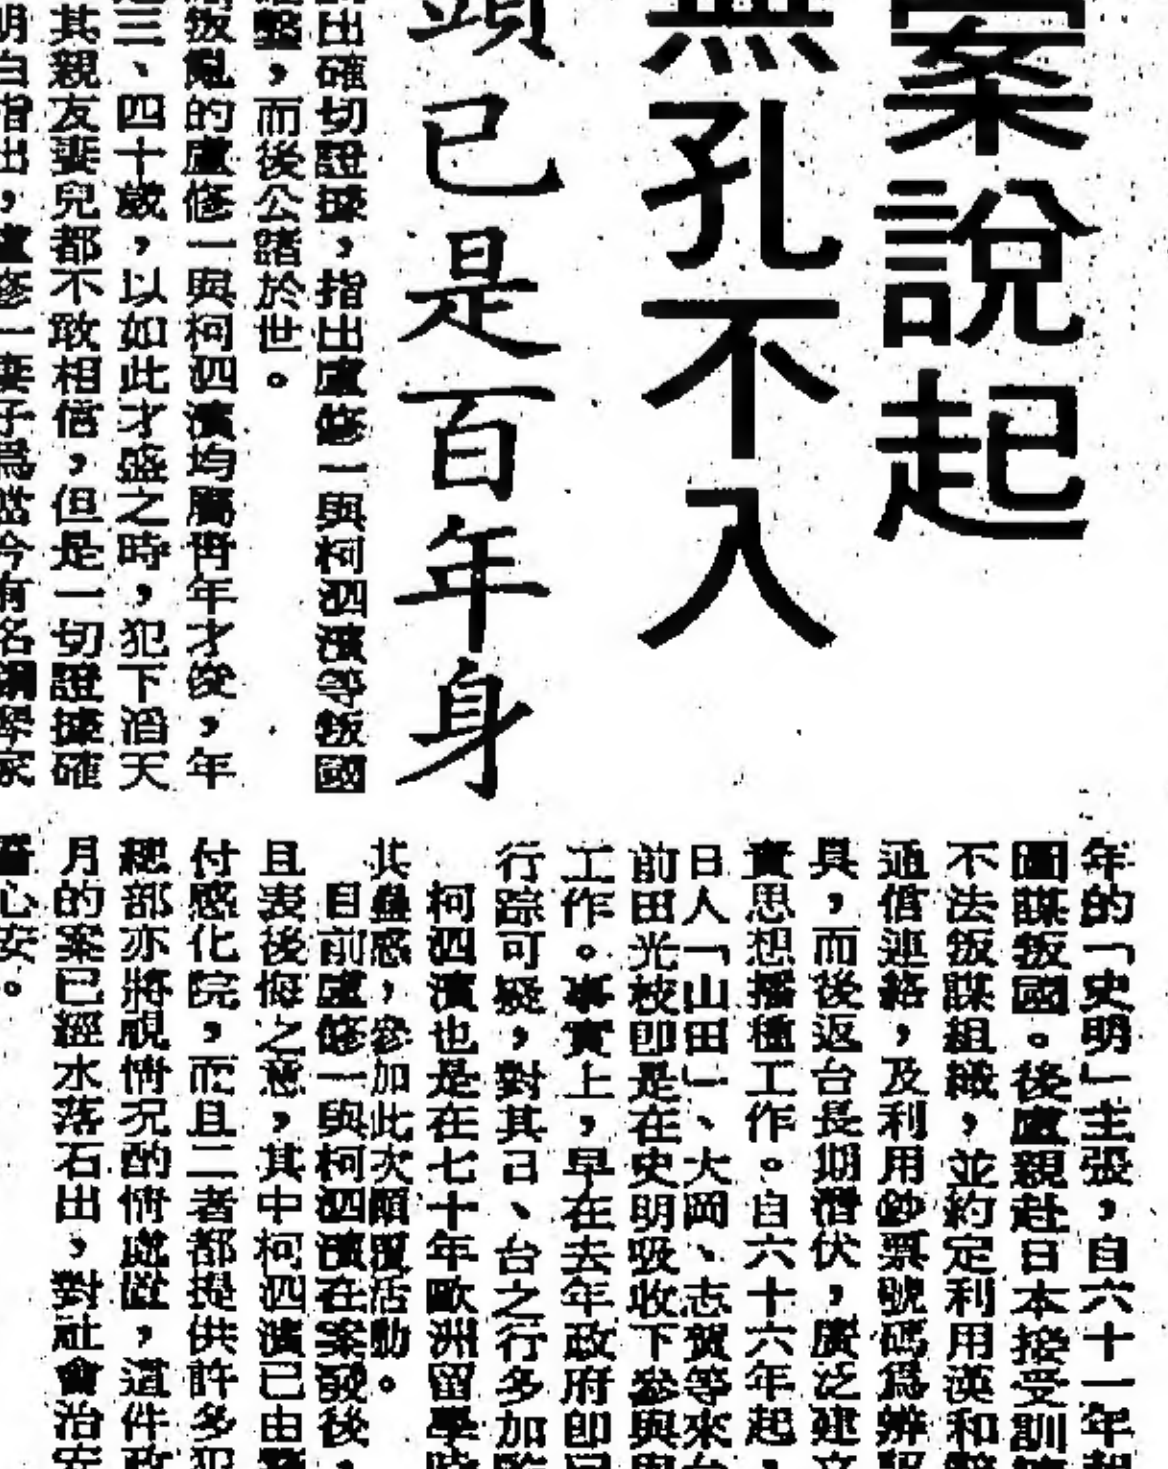 案說起
無孔不入
頭已是百年身
出確切證據，指出盧修一與柯泗濱等叛國
擊，而後公諸於世。
叛亂的盧修一與柯泗濱均屬青年才俊，年
三、四十歲，以如此才盛之時，犯下滔天
其親友妻兒都不敢相信，但是一切證據確
明白指出，盧修一妻子為當今有名鋼琴家
年的「史明」主張，自六十一年起
圖謀叛國。後盧親赴日本接受訓
不法叛謀組織，並約定利用漢和辭
通信連絡，及利用鈔票號碼為辨認
具，而後返台長期潛伏，廣泛建立
實思想播種工作。自六十六年起，
日人「山田」、大岡、志賀等來台
前田光枝即是在史明吸收下參與
工作。事實上，早在去年政府即已
行踪可疑，對其日、台之行多加監
柯泗濱也是在七十年歐洲留學時
其蠱惑，參加此次顛覆活動。
自前盧修一與柯泗濱在案發後，
且表後悔之意，其中柯泗濱已由警
付感化院，而且二者都提供許多犯
總部亦將視情況酌情處置，這件政
月的案已經水落石出，對社會治安
心安。